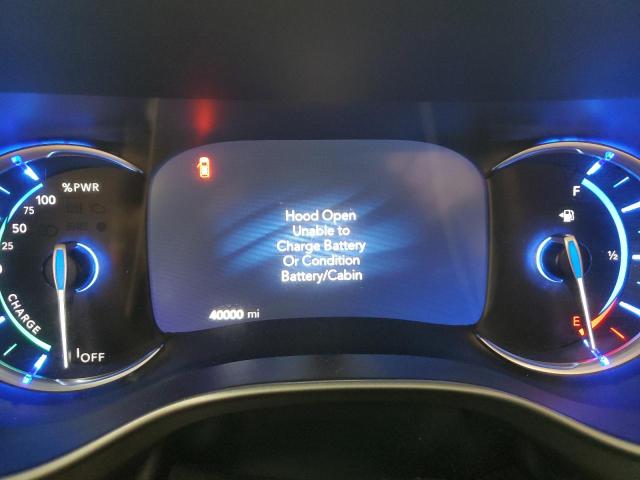 %PWR
100
75
50
25
0
CHARGE
OFF
Hood Open
Unable to
Charge Battery
Or Condition
Battery/Cabin
40000 mi
F
½
E